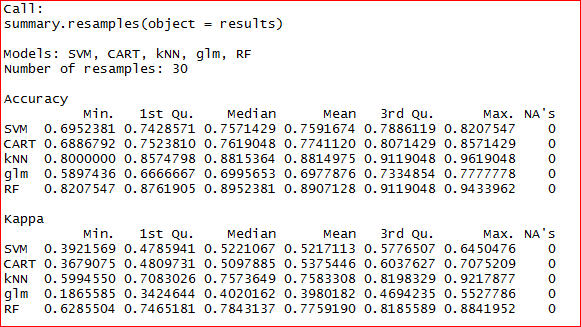 Call:
summary.resamples(object = results)
Models: SVM, CART, kNN, glm, RF
Number of resamples: 30
Accuracy
Min. 1st Qu. Median Mean 3rd Qu. Max. NA's
SVM 0.6952381 0.7428571 0.7571429 0.7591674 0.7886119 0.8207547 0
CART 0.6886792 0.7523810 0.7619048 0.7741120 0.8071429 0.8571429 0
kNN 0.8000000 0.8574798 0.8815364 0.8814975 0.9119048 0.9619048 0
glm 0.5897436 0.6666667 0.6995653 0.6977876 0.7334854 0.7777778 0
RF 0.8207547 0.8761905 0.8952381 0.8907128 0.9119048 0.9433962 0
Kappa
Min. 1st Qu. Median Mean 3rd Qu. Max. NA's
SVM 0.3921569 0.4785941 0.5221067 0.5217113 0.5776507 0.6450476 0
CART 0.3679075 0.4809731 0.5097885 0.5375446 0.6037627 0.7075209 0
kNN 0.5994550 0.7083026 0.7573649 0.7583308 0.8198329 0.9217877 0
glm 0.1865585 0.3424644 0.4020162 0.3980182 0.4694235 0.5527786 0
RF 0.6285504 0.7465181 0.7843137 0.7759190 0.8185589 0.8841952 0